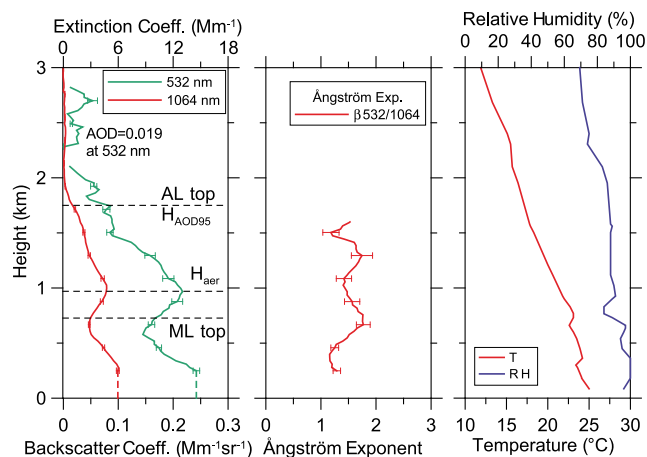 Extinction Coeff. (Mm⁻¹)
0 6 12 18
Relative Humidity (%)
0 20 40 60 80 100
3
2
1
0
Height (km)
532 nm
1064 nm
AOD=0.019
at 532 nm
AL top
H_AOD95
H_aer
ML top
0 0.1 0.2 0.3
Backscatter Coeff. (Mm⁻¹sr⁻¹)
Ångström Exp.
β532/1064
0 1 2 3
Ångström Exponent
T
RH
10 15 20 25 30
Temperature (°C)